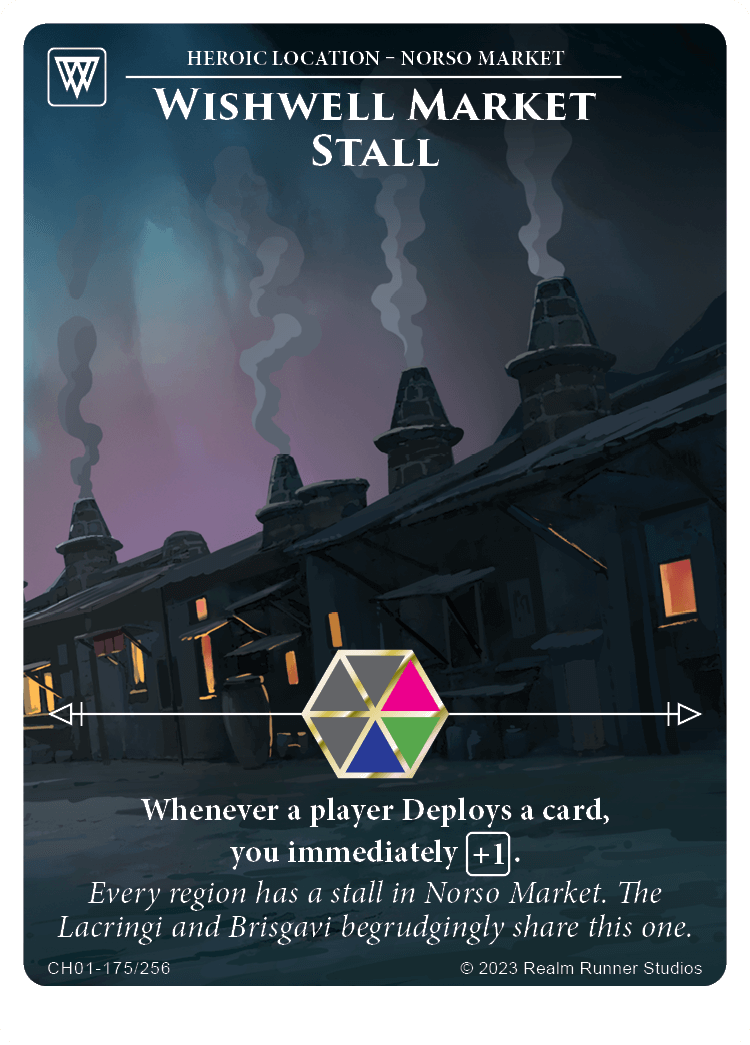 HEROIC LOCATION – NORSO MARKET
WISHWELL MARKET
STALL
Whenever a player Deploys a card,
you immediately +1.
Every region has a stall in Norso Market. The
Lacringi and Brisgavi begrudgingly share this one.
CH01-175/256
© 2023 Realm Runner Studios